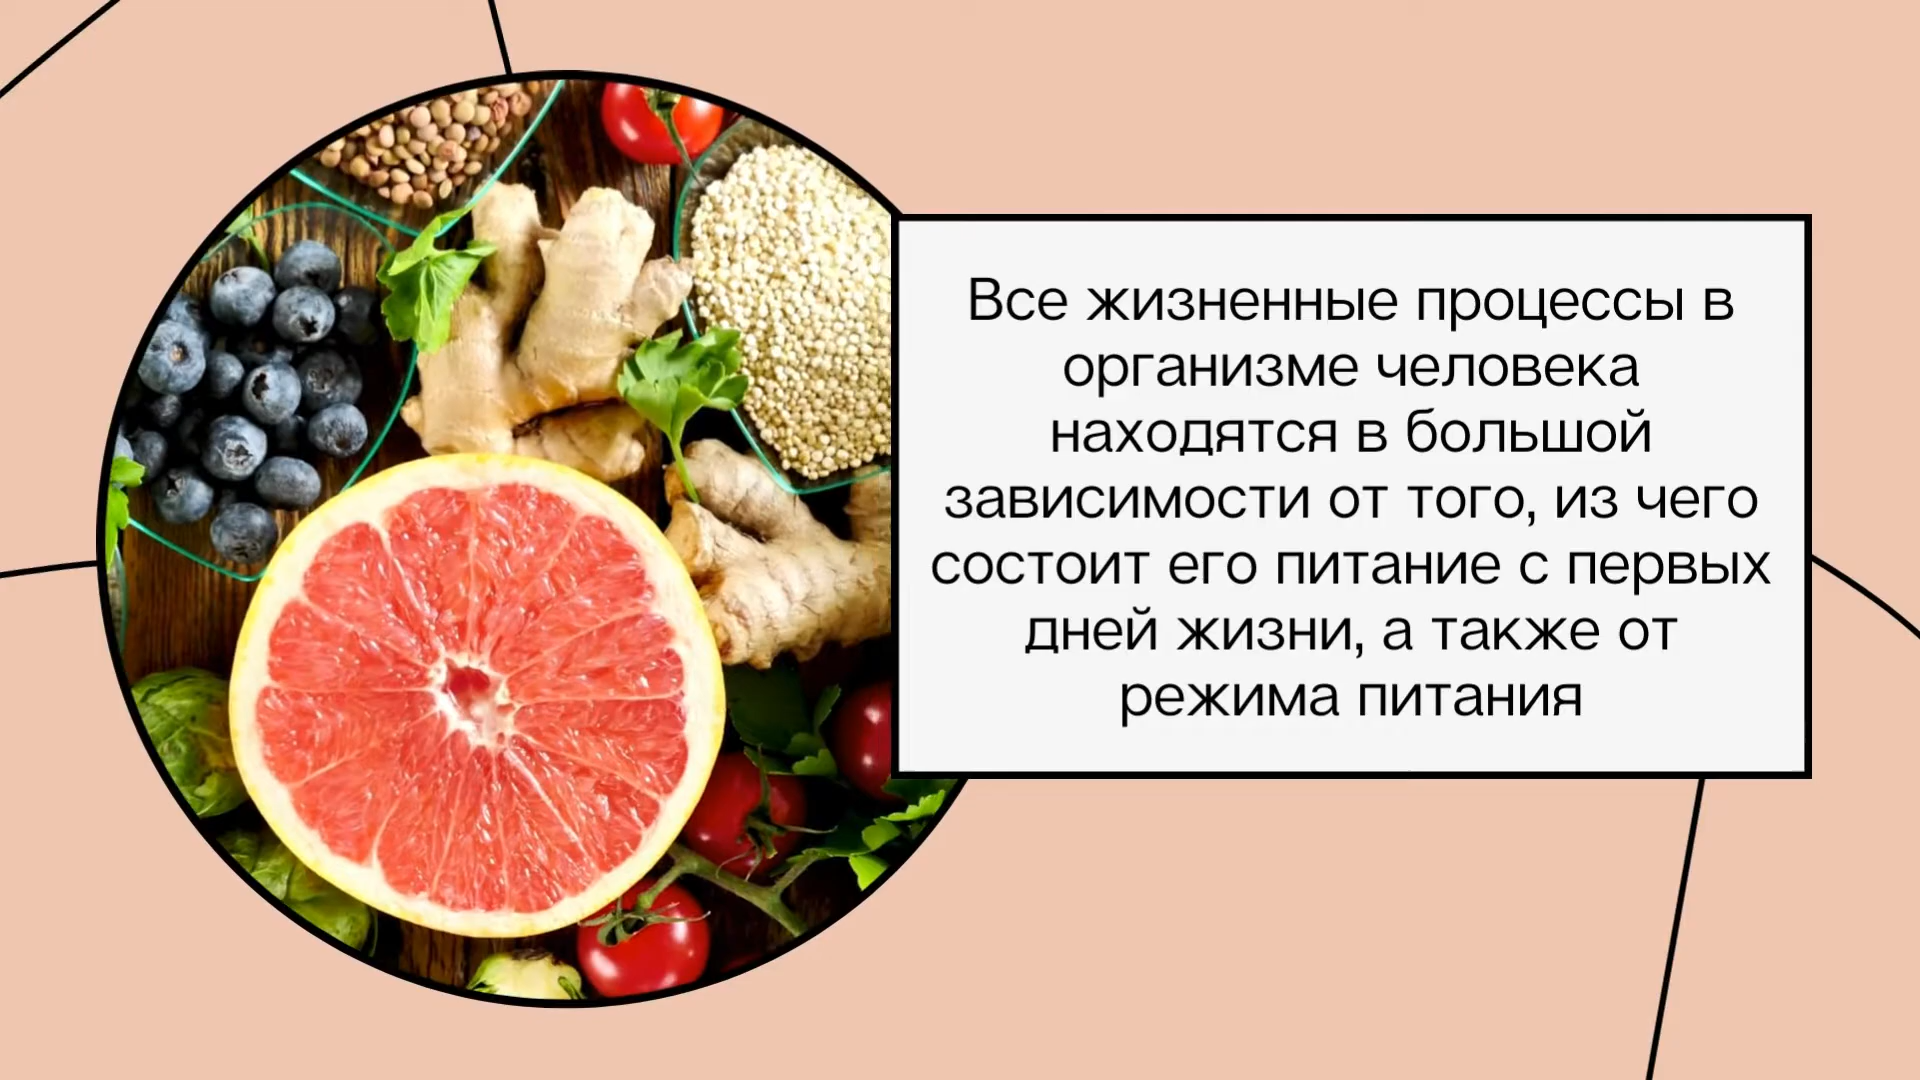 Все жизненные процессы в
организме человека
находятся в большой
зависимости от того, из чего
состоит его питание с первых
дней жизни, а также от
режима питания